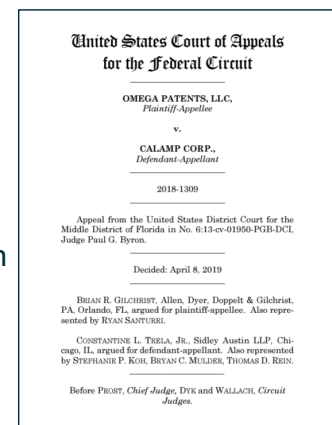 United States Court of Appeals
for the Federal Circuit
OMEGA PATENTS, LLC,
Plaintiff-Appellee
v.
CALAMP CORP.,
Defendant-Appellant
2018-1309
Appeal from the United States District Court for the
Middle District of Florida in No. 6:13-cv-01950-PGB-DCI,
Judge Paul G. Byron.
Decided: April 8, 2019
BRIAN R. GILCHRIST, Allen, Dyer, Doppelt & Gilchrist,
PA, Orlando, FL, argued for plaintiff-appellee. Also repre-
sented by RYAN SANTURRI.
CONSTANTINE L. TRELA, JR., Sidley Austin LLP, Chi-
cago, IL, argued for defendant-appellant. Also represented
by STEPHANIE P. KOH, BRYAN C. MULDER, THOMAS D. REIN.
Before PROST, Chief Judge, DYK and WALLACH, Circuit
Judges.